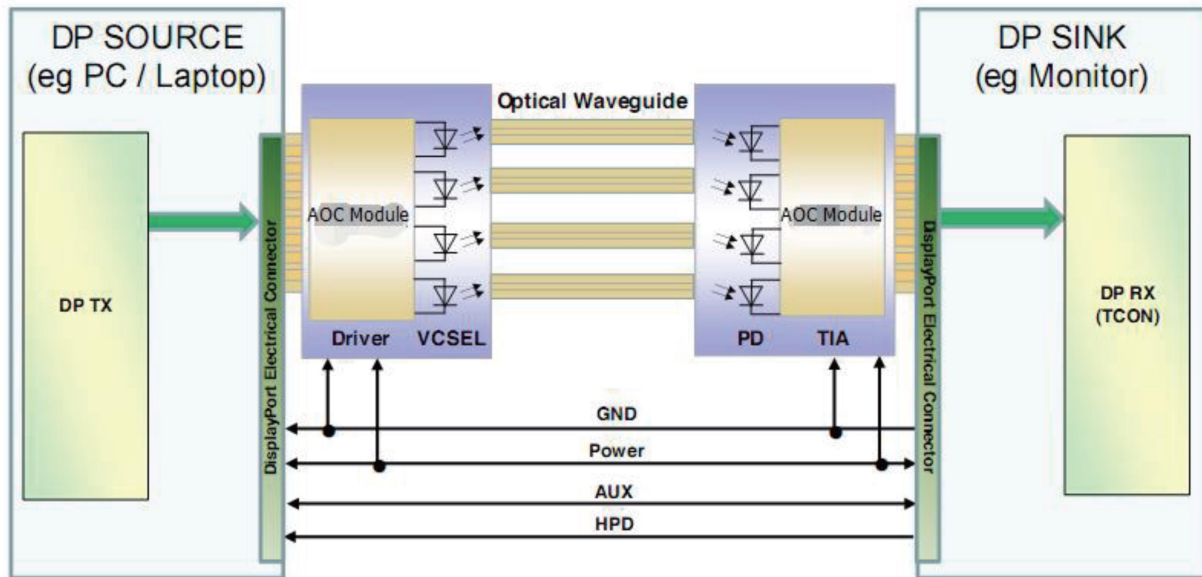 DP SOURCE
(eg PC / Laptop)
DP SINK
(eg Monitor)
Optical Waveguide
AOC Module
AOC Module
DP TX
DisplayPort Electrical Connector
Driver
VCSEL
PD
TIA
DisplayPort Electrical Connector
DP RX
(TCON)
GND
Power
AUX
HPD